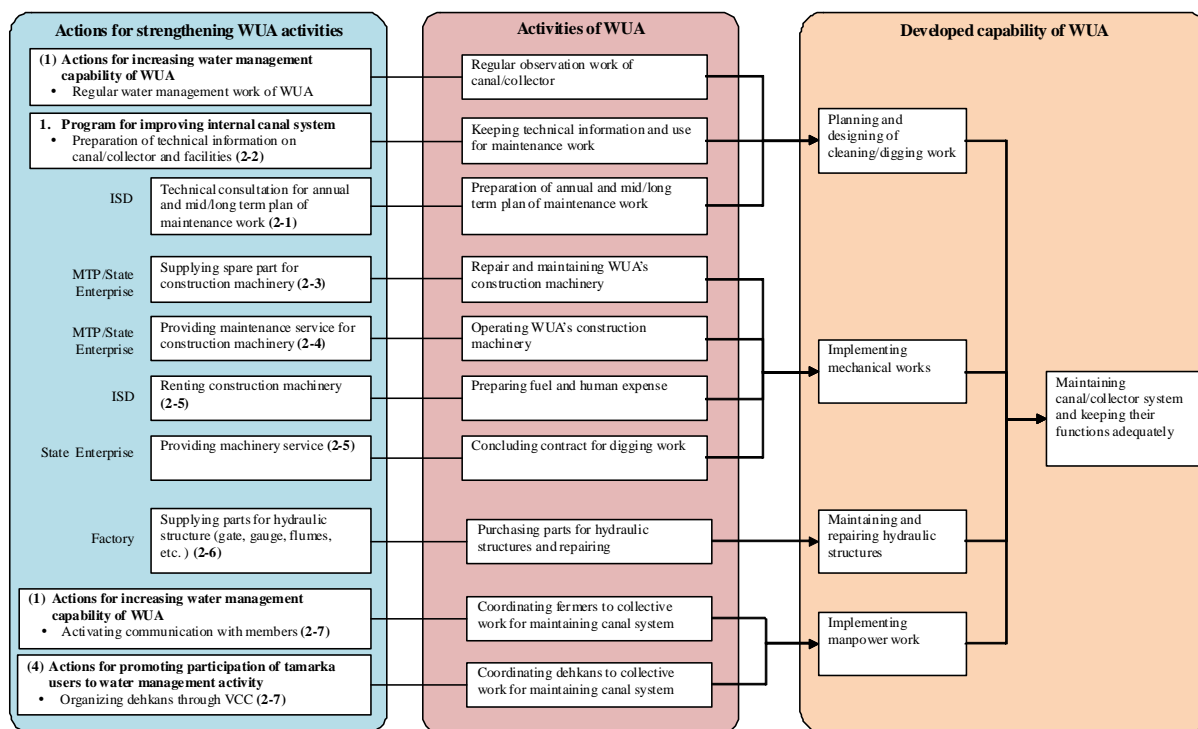 Actions for strengthening WUA activities
(1) Actions for increasing water management
capability of WUA
• Regular water management work of WUA
1. Program for improving internal canal system
• Preparation of technical information on
canal/collector and facilities (2-2)
ISD
Technical consultation for annual
and mid/long term plan of
maintenance work (2-1)
MTP/State
Enterprise
Supplying spare part for
construction machinery (2-3)
MTP/State
Enterprise
Providing maintenance service for
construction machinery (2-4)
ISD
Renting construction machinery
(2-5)
State Enterprise
Providing machinery service (2-5)
Factory
Supplying parts for hydraulic
structure (gate, gauge, flumes,
etc. ) (2-6)
(1) Actions for increasing water management
capability of WUA
• Activating communication with members (2-7)
(4) Actions for promoting participation of tamarka
users to water management activity
• Organizing dehkans through VCC (2-7)
Activities of WUA
Regular observation work of
canal/collector
Keeping technical information and use
for maintenance work
Preparation of annual and mid/long
term plan of maintenance work
Repair and maintaining WUA's
construction machinery
Operating WUA's construction
machinery
Preparing fuel and human expense
Concluding contract for digging work
Purchasing parts for hydraulic
structures and repairing
Coordinating fermers to collective
work for maintaining canal system
Coordinating dehkans to collective
work for maintaining canal system
Developed capability of WUA
Planning and
designing of
cleaning/digging work
Implementing
mechanical works
Maintaining and
repairing hydraulic
structures
Implementing
manpower work
Maintaining
canal/collector system
and keeping their
functions adequately